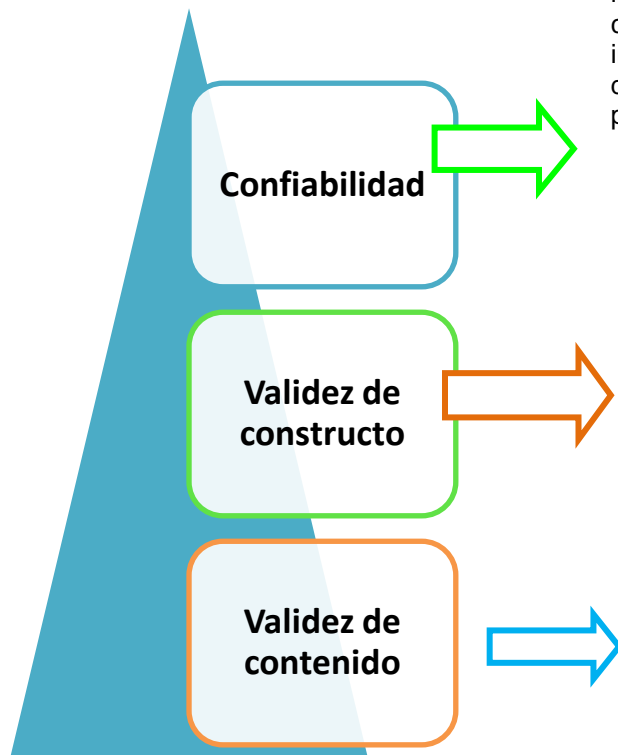 Confiabilidad
Validez de
constructo
Validez de
contenido